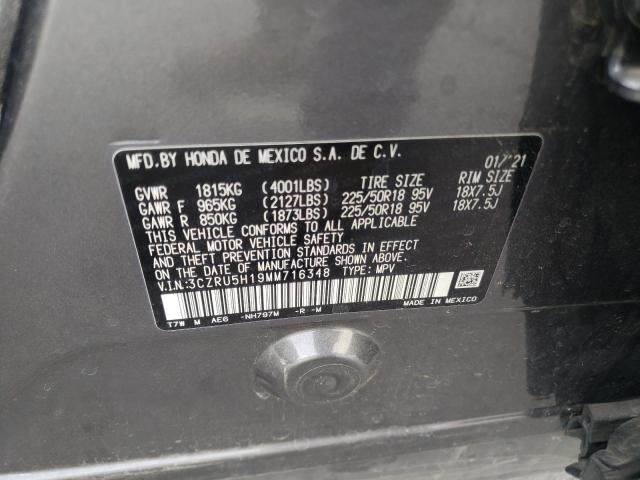 MFD.BY HONDA DE MEXICO S.A. DE C.V. 01/'21
GVWR 1815KG (4001LBS) TIRE SIZE RIM SIZE
GAWR F 965KG (2127LBS) 225/50R18 95V 18X7.5J
GAWR R 850KG (1873LBS) 225/50R18 95V 18X7.5J
THIS VEHICLE CONFORMS TO ALL APPLICABLE
FEDERAL MOTOR VEHICLE SAFETY
AND THEFT PREVENTION STANDARDS IN EFFECT
ON THE DATE OF MANUFACTURE SHOWN ABOVE.
V.I.N:3CZRU5H19MM716348 TYPE: MPV
MADE IN MEXICO
T7W M AE6 -NH797M -R -M